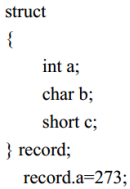 struct
{
int a;
char b;
short c;
} record;
record.a=273;